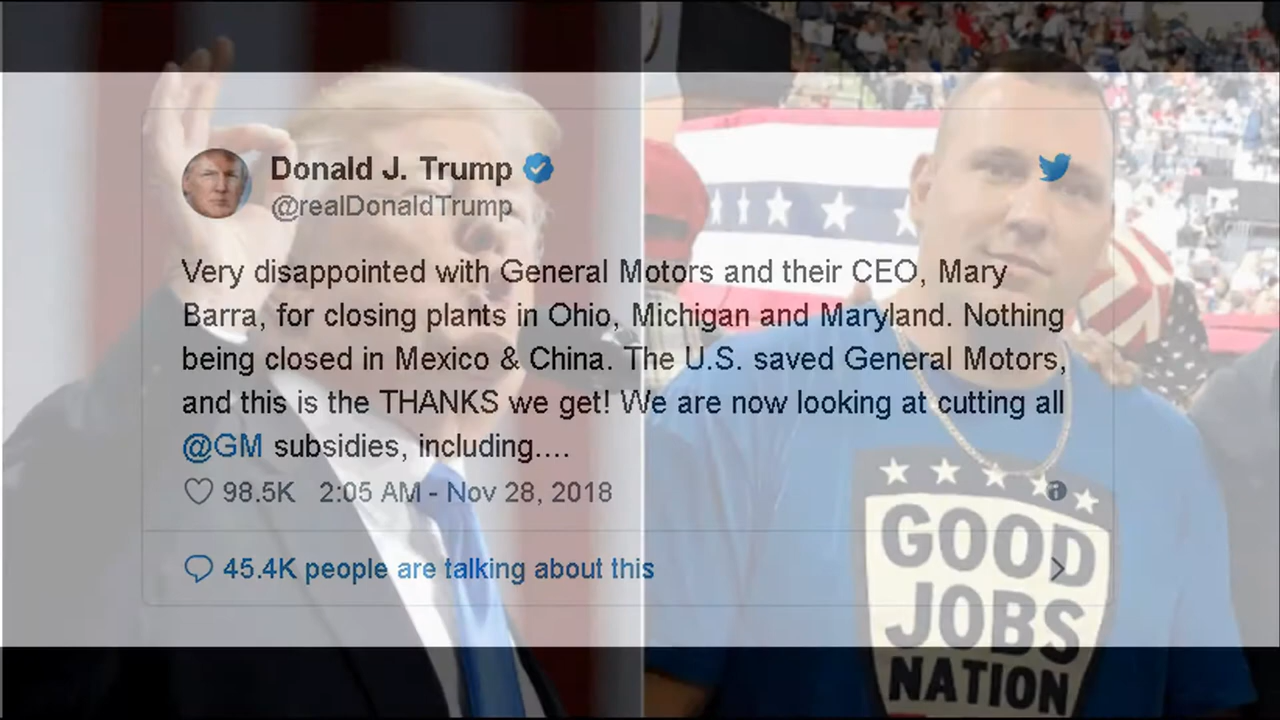 Donald J. Trump
@realDonaldTrump
Very disappointed with General Motors and their CEO, Mary
Barra, for closing plants in Ohio, Michigan and Maryland. Nothing
being closed in Mexico & China. The U.S. saved General Motors,
and this is the THANKS we get! We are now looking at cutting all
@GM subsidies, including....
98.5K 2:05 AM - Nov 28, 2018
45.4K people are talking about this
GOOD
JOBS
NATION